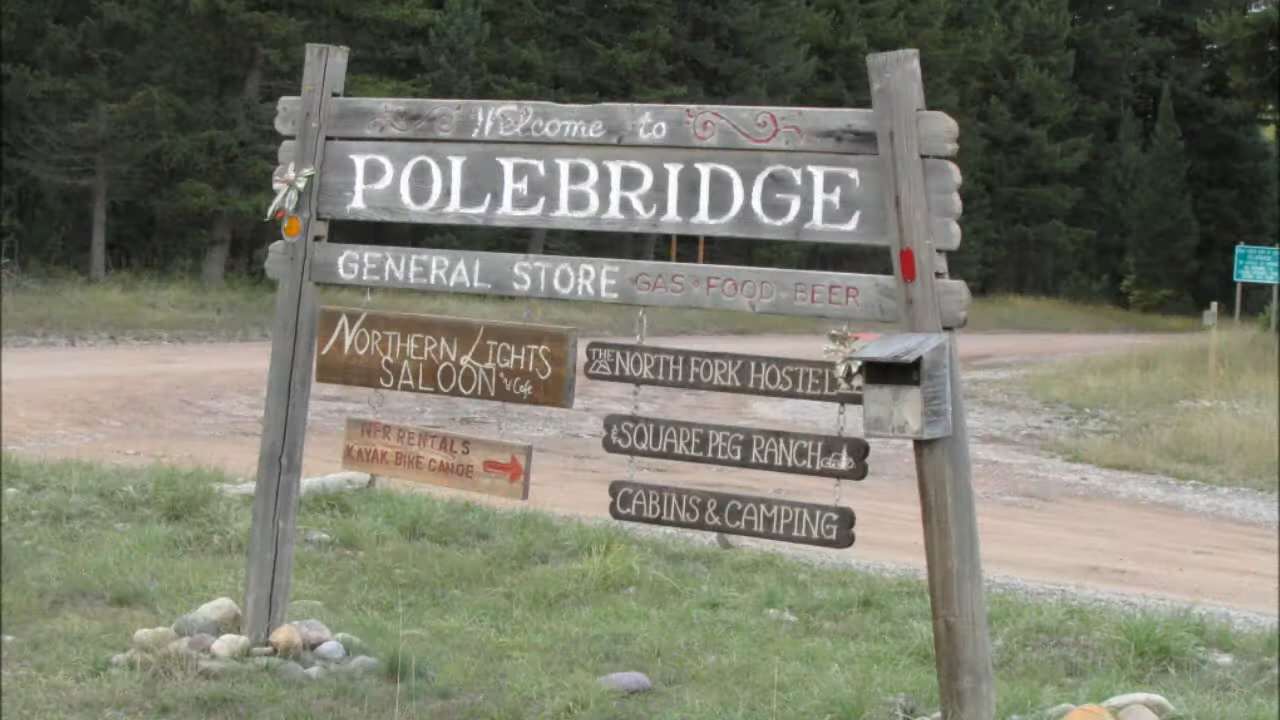 Welcome to
POLEBRIDGE
GENERAL STORE GAS FOOD BEER
NORTHERN LIGHTS
SALOON n' Cafe
NFR RENTALS
KAYAK BIKE CANOE
THE NORTH FORK HOSTEL
& SQUARE PEG RANCH
CABINS & CAMPING